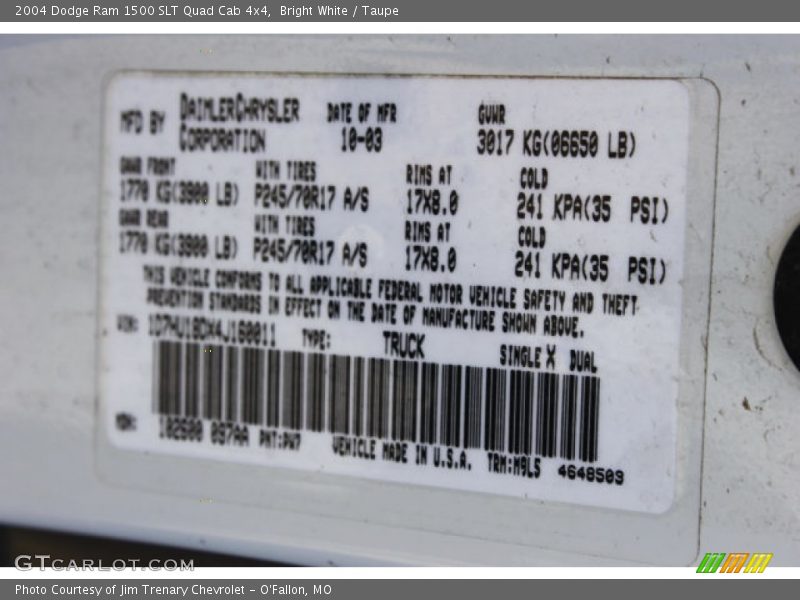 2004 Dodge Ram 1500 SLT Quad Cab 4x4, Bright White / Taupe
MFD BY DAIMLERCHRYSLER CORPORATION DATE OF MFR 10-03 GVWR 3017 KG(06650 LB)
GAWR FRONT WITH TIRES RIMS AT COLD
1770 KG(3900 LB) P245/70R17 A/S 17X8.0 241 KPA(35 PSI)
GAWR REAR WITH TIRES RIMS AT COLD
1770 KG(3900 LB) P245/70R17 A/S 17X8.0 241 KPA(35 PSI)
THIS VEHICLE CONFORMS TO ALL APPLICABLE FEDERAL MOTOR VEHICLE SAFETY AND THEFT
PREVENTION STANDARDS IN EFFECT ON THE DATE OF MANUFACTURE SHOWN ABOVE.
VIN: TYPE: TRUCK SINGLE X DUAL
MDH: PNT:PW7 VEHICLE MADE IN U.S.A. TRM:M9L5 4648509
GTCARLOT.COM
Photo Courtesy of Jim Trenary Chevrolet - O'Fallon, MO